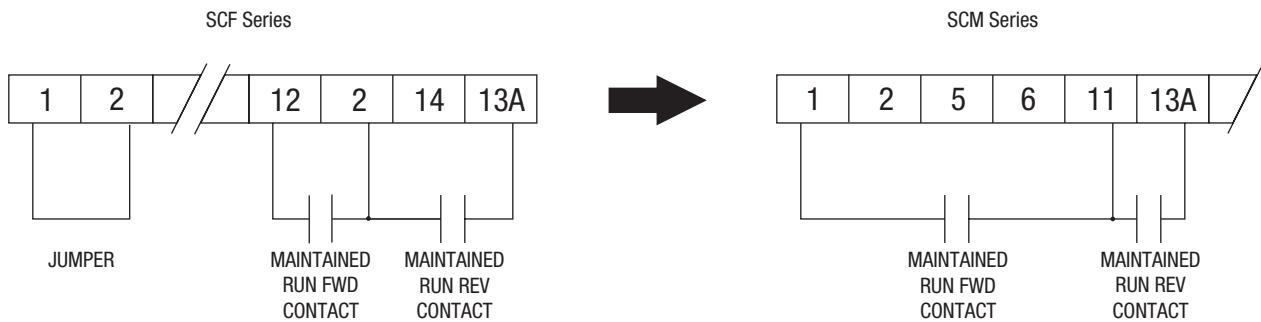 SCF Series
SCM Series
1 2 12 2 14 13A
1 2 5 6 11 13A
JUMPER
MAINTAINED
RUN FWD
CONTACT
MAINTAINED
RUN REV
CONTACT
MAINTAINED
RUN FWD
CONTACT
MAINTAINED
RUN REV
CONTACT